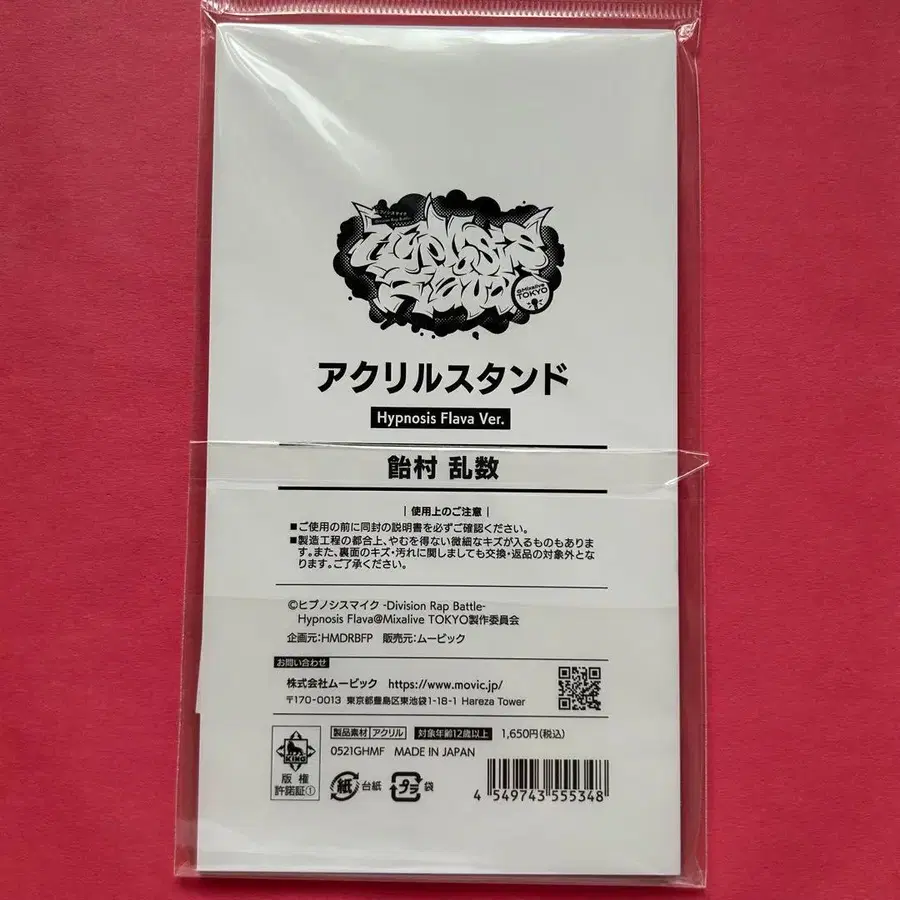 Hypnosis
Flava
@Mixalive
TOKYO
アクリルスタンド
Hypnosis Flava Ver.
飴村 乱数
| 使用上のご注意 |
■ご使用の前に同封の説明書を必ずご確認ください。
■製造工程の都合上、やむを得ない微細なキズが入るものもありま
す。また、裏面のキズ・汚れに関しましても交換・返品の対象外とな
ります。ご了承ください。
©ヒプノシスマイク -Division Rap Battle-
Hypnosis Flava@Mixalive TOKYO製作委員会
企画元:HMDRBFP 販売元:ムービック
お問い合わせ
株式会社ムービック https://www.movic.jp/
〒170-0013 東京都豊島区東池袋1-18-1 Hareza Tower
製品素材 アクリル 対象年齢12歳以上 1,650円(税込)
0521GHMF MADE IN JAPAN
KING
版権
許諾証①
紙 台紙 プラ 袋
4 549743 555348